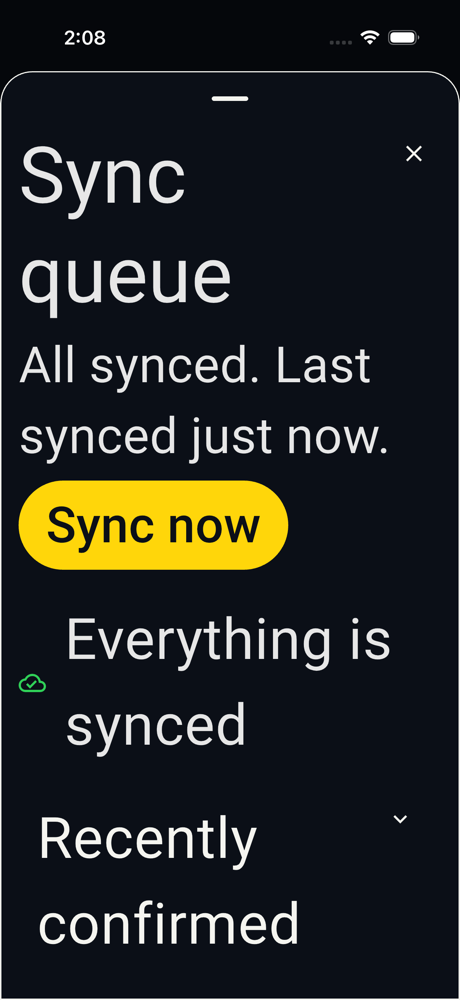 2:08
Sync
queue
All synced. Last
synced just now.
Sync now
Everything is
synced
Recently
confirmed